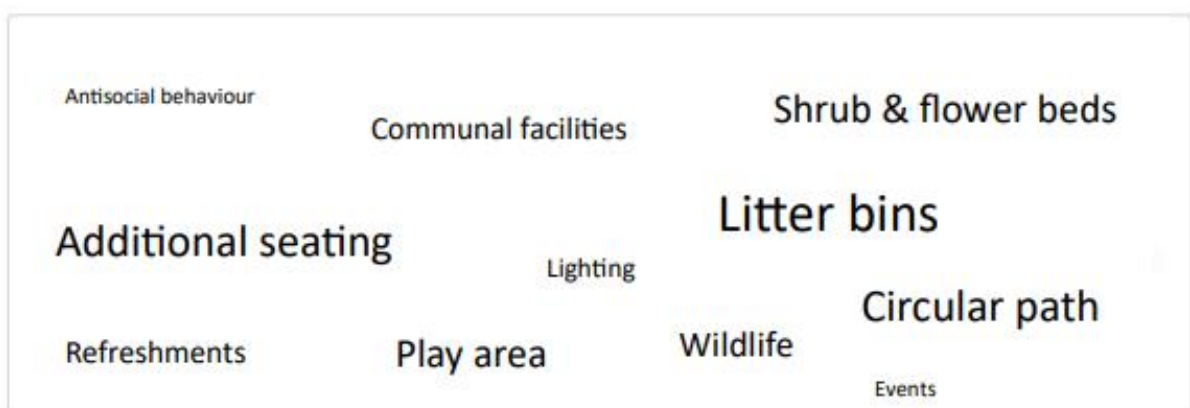 Antisocial behaviour
Communal facilities
Shrub & flower beds
Additional seating
Litter bins
Lighting
Circular path
Refreshments
Play area
Wildlife
Events